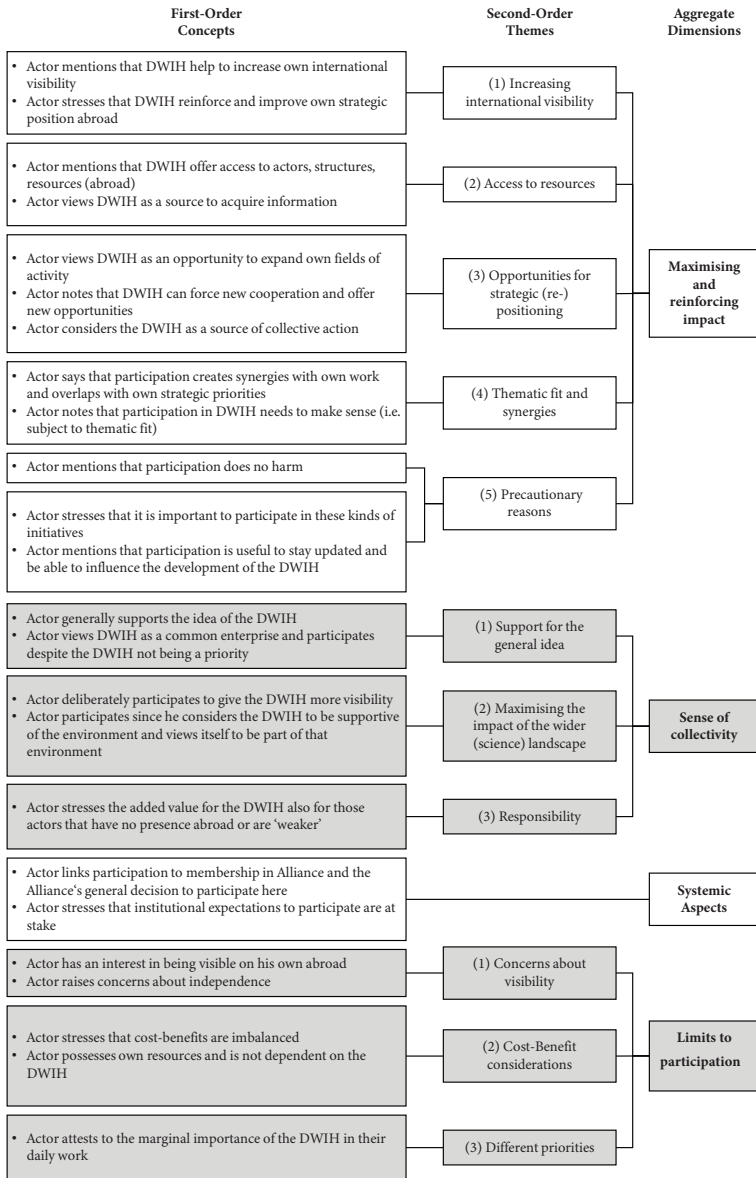 First-Order
Concepts
Second-Order
Themes
Aggregate
Dimensions
• Actor mentions that DWIH help to increase own international
visibility
• Actor stresses that DWIH reinforce and improve own strategic
position abroad
(1) Increasing
international visibility
• Actor mentions that DWIH offer access to actors, structures,
resources (abroad)
• Actor views DWIH as a source to acquire information
(2) Access to resources
• Actor views DWIH as an opportunity to expand own fields of
activity
• Actor notes that DWIH can force new cooperation and offer
new opportunities
• Actor considers the DWIH as a source of collective action
(3) Opportunities for
strategic (re-)
positioning
Maximising
and
reinforcing
impact
• Actor says that participation creates synergies with own work
and overlaps with own strategic priorities
• Actor notes that participation in DWIH needs to make sense (i.e.
subject to thematic fit)
(4) Thematic fit and
synergies
• Actor mentions that participation does no harm
• Actor stresses that it is important to participate in these kinds of
initiatives
• Actor mentions that participation is useful to stay updated and
be able to influence the development of the DWIH
(5) Precautionary
reasons
• Actor generally supports the idea of the DWIH
• Actor views DWIH as a common enterprise and participates
despite the DWIH not being a priority
(1) Support for the
general idea
• Actor deliberately participates to give the DWIH more visibility
• Actor participates since he considers the DWIH to be supportive
of the environment and views itself to be part of that
environment
(2) Maximising the
impact of the wider
(science) landscape
Sense of
collectivity
• Actor stresses the added value for the DWIH also for those
actors that have no presence abroad or are ‘weaker’
(3) Responsibility
• Actor links participation to membership in Alliance and the
Alliance‘s general decision to participate here
• Actor stresses that institutional expectations to participate are at
stake
Systemic
Aspects
• Actor has an interest in being visible on his own abroad
• Actor raises concerns about independence
(1) Concerns about
visibility
• Actor stresses that cost-benefits are imbalanced
• Actor possesses own resources and is not dependent on the
DWIH
(2) Cost-Benefit
considerations
Limits to
participation
• Actor attests to the marginal importance of the DWIH in their
daily work
(3) Different priorities